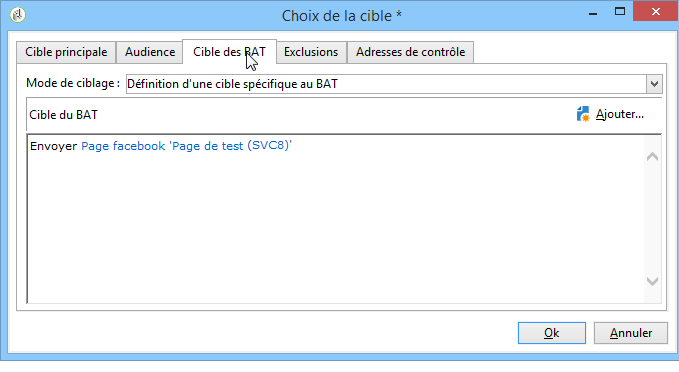 Choix de la cible *
Cible principale Audience Cible des BAT Exclusions Adresses de contrôle
Mode de ciblage : Définition d'une cible spécifique au BAT
Cible du BAT Ajouter...
Envoyer Page facebook 'Page de test (SVC8)'
Ok Annuler